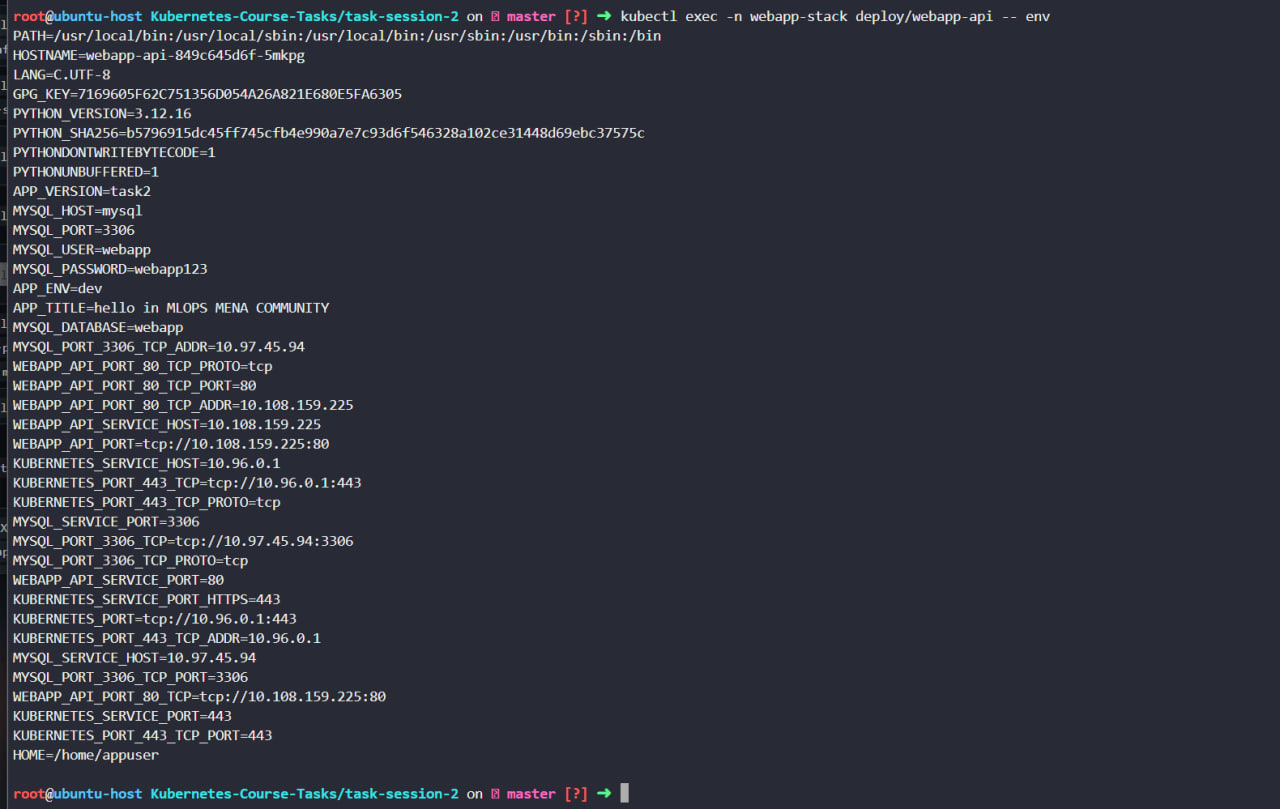 root@ubuntu-host Kubernetes-Course-Tasks/task-session-2 on master [?] ➜ kubectl exec -n webapp-stack deploy/webapp-api -- env
PATH=/usr/local/bin:/usr/local/sbin:/usr/local/bin:/usr/sbin:/usr/bin:/sbin:/bin
HOSTNAME=webapp-api-849c645d6f-5mkpg
LANG=C.UTF-8
GPG_KEY=7169605F62C751356D054A26A821E680E5FA6305
PYTHON_VERSION=3.12.16
PYTHON_SHA256=b5796915dc45ff745cfb4e990a7e7c93d6f546328a102ce31448d69ebc37575c
PYTHONDONTWRITEBYTECODE=1
PYTHONUNBUFFERED=1
APP_VERSION=task2
MYSQL_HOST=mysql
MYSQL_PORT=3306
MYSQL_USER=webapp
MYSQL_PASSWORD=webapp123
APP_ENV=dev
APP_TITLE=hello in MLOPS MENA COMMUNITY
MYSQL_DATABASE=webapp
MYSQL_PORT_3306_TCP_ADDR=10.97.45.94
WEBAPP_API_PORT_80_TCP_PROTO=tcp
WEBAPP_API_PORT_80_TCP_PORT=80
WEBAPP_API_PORT_80_TCP_ADDR=10.108.159.225
WEBAPP_API_SERVICE_HOST=10.108.159.225
WEBAPP_API_PORT=tcp://10.108.159.225:80
KUBERNETES_SERVICE_HOST=10.96.0.1
KUBERNETES_PORT_443_TCP=tcp://10.96.0.1:443
KUBERNETES_PORT_443_TCP_PROTO=tcp
MYSQL_SERVICE_PORT=3306
MYSQL_PORT_3306_TCP=tcp://10.97.45.94:3306
MYSQL_PORT_3306_TCP_PROTO=tcp
WEBAPP_API_SERVICE_PORT=80
KUBERNETES_SERVICE_PORT_HTTPS=443
KUBERNETES_PORT=tcp://10.96.0.1:443
KUBERNETES_PORT_443_TCP_ADDR=10.96.0.1
MYSQL_SERVICE_HOST=10.97.45.94
MYSQL_PORT_3306_TCP_PORT=3306
WEBAPP_API_PORT_80_TCP=tcp://10.108.159.225:80
KUBERNETES_SERVICE_PORT=443
KUBERNETES_PORT_443_TCP_PORT=443
HOME=/home/appuser
root@ubuntu-host Kubernetes-Course-Tasks/task-session-2 on master [?] ➜